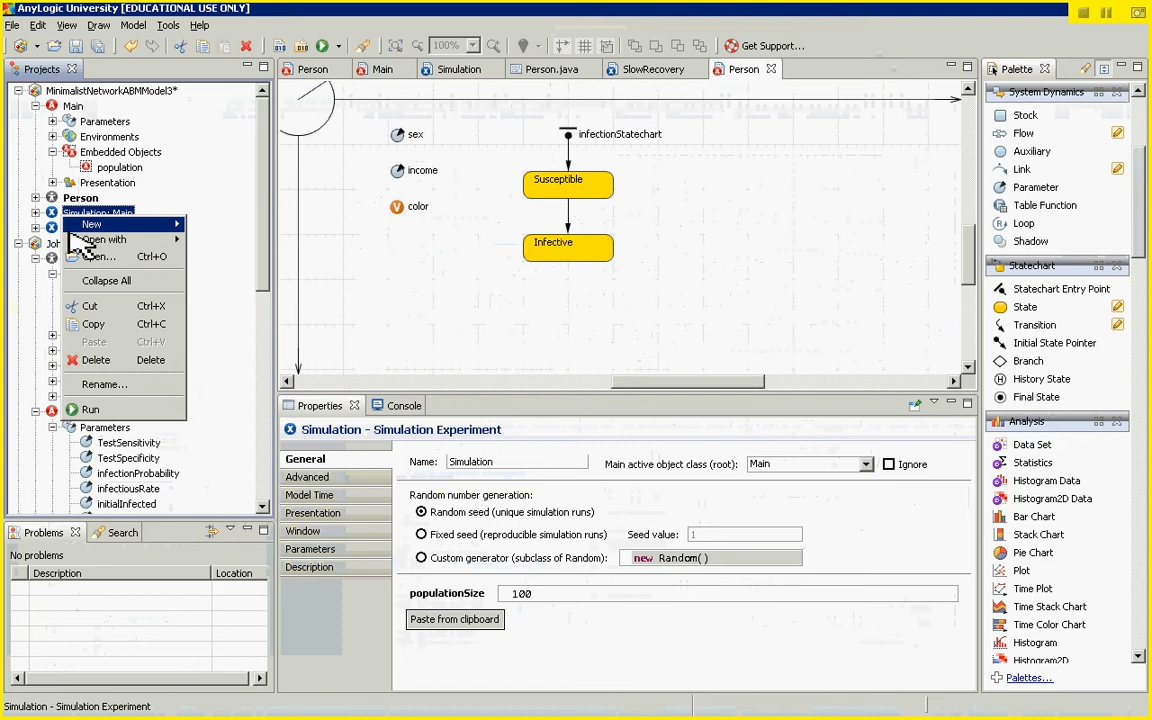 AnyLogic University [EDUCATIONAL USE ONLY]
File Edit View Draw Model Tools Help
100% Get Support...
Projects
MinimalistNetworkABMModel3*
Main
Parameters
Environments
Embedded Objects
population
Presentation
Person
Simulation: Main
New
Open with
Open... Ctrl+O
Collapse All
Cut Ctrl+X
Copy Ctrl+C
Paste Ctrl+V
Delete Delete
Rename...
Run
Parameters
TestSensitivity
TestSpecificity
infectionProbability
infectiousRate
initialInfected
Problems Search
No problems
Description Location
Person Main Simulation Person.java SlowRecovery Person
sex
infectionStatechart
income
Susceptible
color
Infective
Properties Console
Simulation - Simulation Experiment
General
Advanced
Model Time
Presentation
Window
Parameters
Description
Name: Simulation Main active object class (root): Main Ignore
Random number generation:
Random seed (unique simulation runs)
Fixed seed (reproducible simulation runs) Seed value: 1
Custom generator (subclass of Random): new Random()
populationSize 100
Paste from clipboard
Palette
System Dynamics
Stock
Flow
Auxiliary
Link
Parameter
Table Function
Loop
Shadow
Statechart
Statechart Entry Point
State
Transition
Initial State Pointer
Branch
History State
Final State
Analysis
Data Set
Statistics
Histogram Data
Histogram2D Data
Bar Chart
Stack Chart
Pie Chart
Plot
Time Plot
Time Stack Chart
Time Color Chart
Histogram
Histogram2D
Palettes...
Simulation - Simulation Experiment